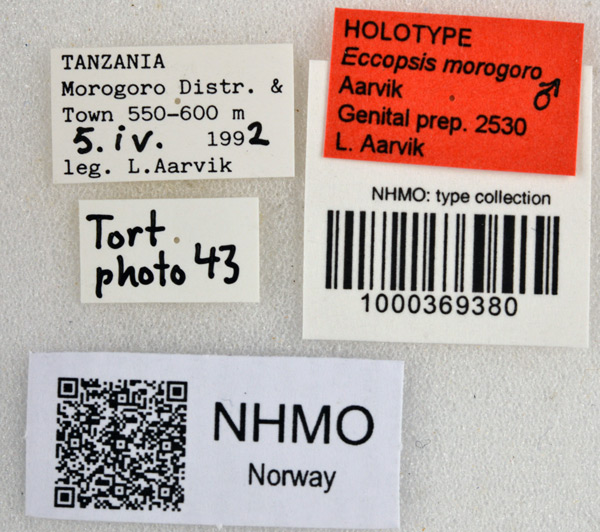 TANZANIA
Morogoro Distr. &
Town 550-600 m
5.iv. 1992
leg. L.Aarvik
HOLOTYPE
Eccopsis morogoro ♂
Aarvik
Genital prep. 2530
L. Aarvik
NHMO: type collection
1000369380
Tort
photo 43
NHMO
Norway